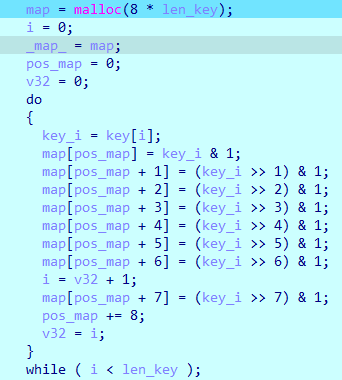 map = malloc(8 * len_key);
i = 0;
_map_ = map;
pos_map = 0;
v32 = 0;
do
{
key_i = key[i];
map[pos_map] = key_i & 1;
map[pos_map + 1] = (key_i >> 1) & 1;
map[pos_map + 2] = (key_i >> 2) & 1;
map[pos_map + 3] = (key_i >> 3) & 1;
map[pos_map + 4] = (key_i >> 4) & 1;
map[pos_map + 5] = (key_i >> 5) & 1;
map[pos_map + 6] = (key_i >> 6) & 1;
i = v32 + 1;
map[pos_map + 7] = (key_i >> 7) & 1;
pos_map += 8;
v32 = i;
}
while ( i < len_key );